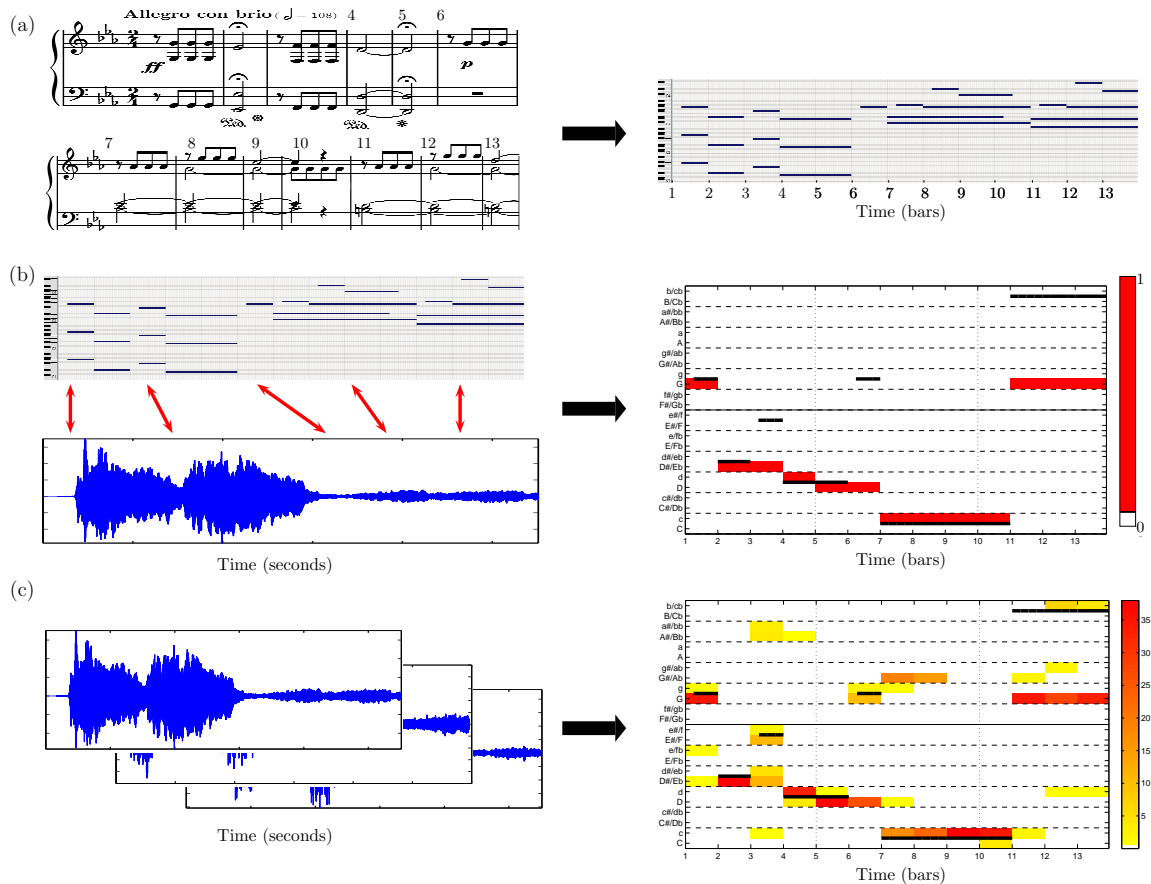 (a)
Allegro con brio ( = 108)
4 5 6
ff
p
Ped.
Ped.
7 8 9 10 11 12 13
1 2 3 4 5 6 7 8 9 10 11 12 13
Time (bars)
(b)
Time (seconds)
b/cb
B/Cb
a#/bb
A#/Bb
a
A
g#/ab
G#/Ab
g
G
f#/gb
F#/Gb
e#/f
E#/F
e/fb
E/Fb
d#/eb
D#/Eb
d
D
c#/db
C#/Db
c
C
1 2 3 4 5 6 7 8 9 10 11 12 13
Time (bars)
1
0
(c)
Time (seconds)
b/cb
B/Cb
a#/bb
A#/Bb
a
A
g#/ab
G#/Ab
g
G
f#/gb
F#/Gb
e#/f
E#/F
e/fb
E/Fb
d#/eb
D#/Eb
d
D
c#/db
C#/Db
c
C
1 2 3 4 5 6 7 8 9 10 11 12 13
Time (bars)
35
30
25
20
15
10
5